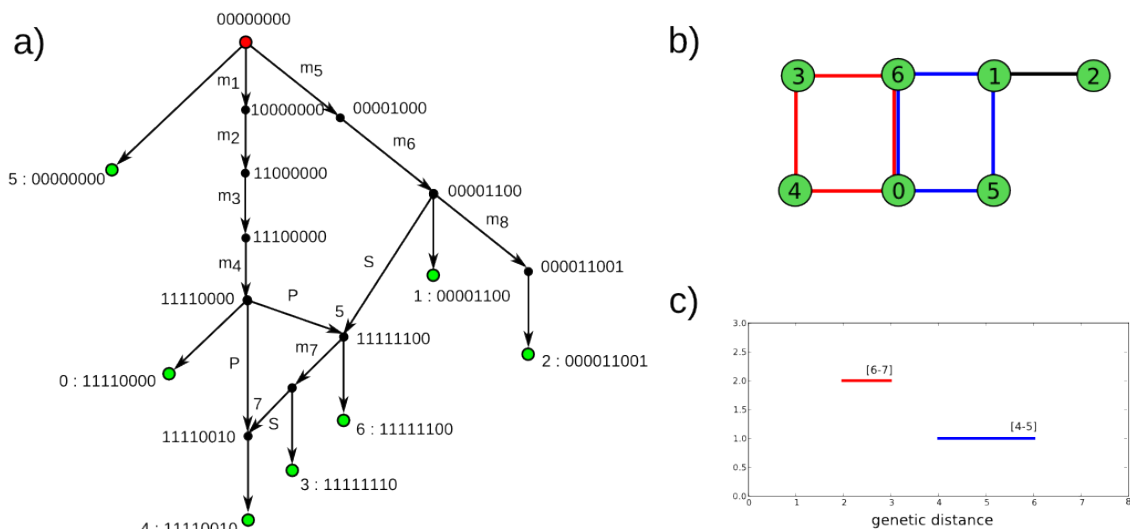 a)
00000000
m1
m5
10000000
00001000
m2
m6
5 : 00000000
11000000
00001100
m3
m8
11100000
S
000011001
m4
1 : 00001100
11110000
P
5
11111100
2 : 000011001
P
m7
0 : 11110000
7
S
6 : 11111100
11110010
3 : 11111110
4 : 11110010
b)
3
6
1
2
4
0
5
c)
3.0
2.5
2.0
1.5
1.0
0.5
0.0
[6-7]
[4-5]
0 1 2 3 4 5 6 7 8
genetic distance